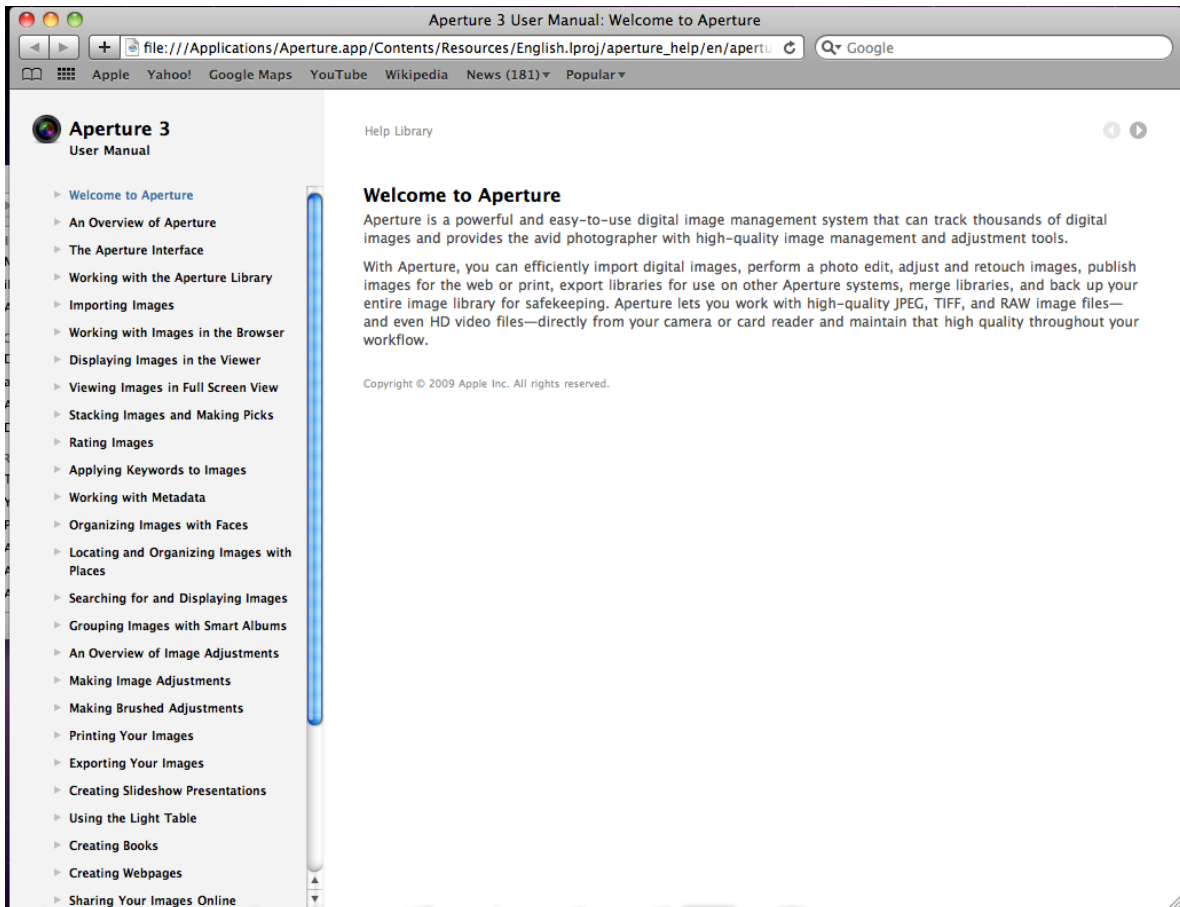 Aperture 3 User Manual: Welcome to Aperture
file:///Applications/Aperture.app/Contents/Resources/English.lproj/aperture_help/en/apertu
Google
Apple Yahoo! Google Maps YouTube Wikipedia News (181) Popular
Aperture 3
User Manual
Welcome to Aperture
An Overview of Aperture
The Aperture Interface
Working with the Aperture Library
Importing Images
Working with Images in the Browser
Displaying Images in the Viewer
Viewing Images in Full Screen View
Stacking Images and Making Picks
Rating Images
Applying Keywords to Images
Working with Metadata
Organizing Images with Faces
Locating and Organizing Images with
Places
Searching for and Displaying Images
Grouping Images with Smart Albums
An Overview of Image Adjustments
Making Image Adjustments
Making Brushed Adjustments
Printing Your Images
Exporting Your Images
Creating Slideshow Presentations
Using the Light Table
Creating Books
Creating Webpages
Sharing Your Images Online
Help Library
Welcome to Aperture
Aperture is a powerful and easy-to-use digital image management system that can track thousands of digital
images and provides the avid photographer with high-quality image management and adjustment tools.
With Aperture, you can efficiently import digital images, perform a photo edit, adjust and retouch images, publish
images for the web or print, export libraries for use on other Aperture systems, merge libraries, and back up your
entire image library for safekeeping. Aperture lets you work with high-quality JPEG, TIFF, and RAW image files—
and even HD video files—directly from your camera or card reader and maintain that high quality throughout your
workflow.
Copyright © 2009 Apple Inc. All rights reserved.